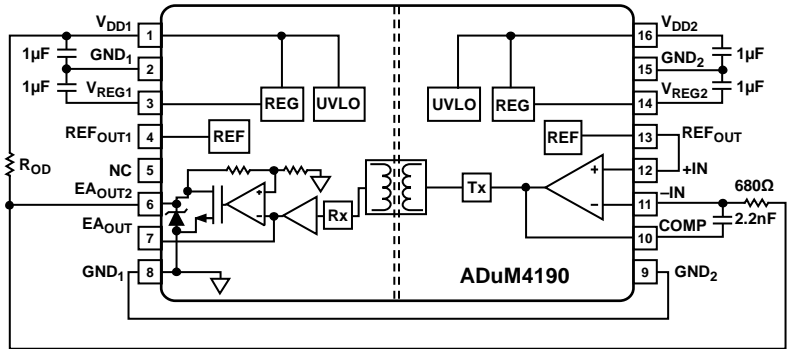 VDD1
1
1µF
GND1
2
1µF
VREG1
3
REG
UVLO
REFOUT1
4
REF
ROD
NC
5
EAOUT2
6
EAOUT
7
GND1
8
+
–
Rx
Tx
ADuM4190
UVLO
REG
REF
+
–
16
VDD2
1µF
15
GND2
1µF
14
VREG2
13
REFOUT
12
+IN
11
–IN
680Ω
2.2nF
10
COMP
9
GND2